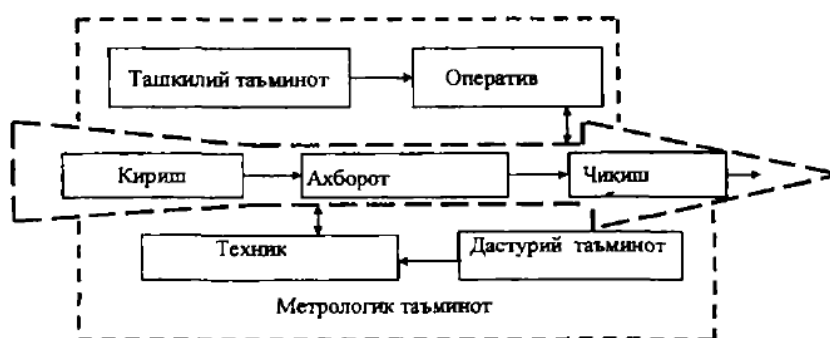 Ташкилий таъминот
Оператив
Кириш
Ахборот
Чиқиш
Техник
Дастурий таъминот
Метрологик таъминот